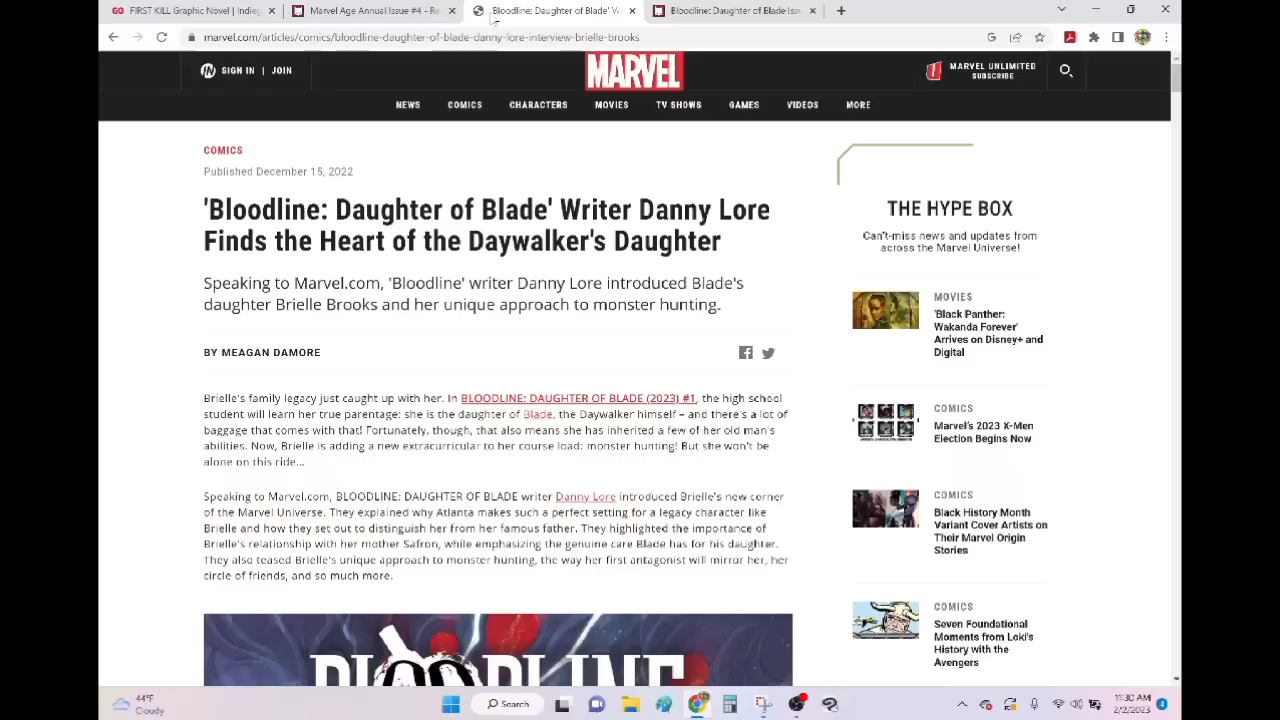 FIRST KILL Graphic Novel | Indieg
Marvel Age Annual Issue #4 - Re
'Bloodline: Daughter of Blade' W
Bloodline: Daughter of Blade Issu
marvel.com/articles/comics/bloodline-daughter-of-blade-danny-lore-interview-brielle-brooks
SIGN IN | JOIN
MARVEL
MARVEL UNLIMITED
SUBSCRIBE
NEWS COMICS CHARACTERS MOVIES TV SHOWS GAMES VIDEOS MORE
COMICS
Published December 15, 2022
'Bloodline: Daughter of Blade' Writer Danny Lore
Finds the Heart of the Daywalker's Daughter
Speaking to Marvel.com, 'Bloodline' writer Danny Lore introduced Blade's
daughter Brielle Brooks and her unique approach to monster hunting.
BY MEAGAN DAMORE
Brielle's family legacy just caught up with her. In BLOODLINE: DAUGHTER OF BLADE (2023) #1, the high school
student will learn her true parentage: she is the daughter of Blade, the Daywalker himself – and there's a lot of
baggage that comes with that! Fortunately, though, that also means she has inherited a few of her old man's
abilities. Now, Brielle is adding a new extracurricular to her course load: monster hunting! But she won't be
alone on this ride...
Speaking to Marvel.com, BLOODLINE: DAUGHTER OF BLADE writer Danny Lore introduced Brielle's new corner
of the Marvel Universe. They explained why Atlanta makes such a perfect setting for a legacy character like
Brielle and how they set out to distinguish her from her famous father. They highlighted the importance of
Brielle's relationship with her mother Safron, while emphasizing the genuine care Blade has for his daughter.
They also teased Brielle's unique approach to monster hunting, the way her first antagonist will mirror her, her
circle of friends, and so much more.
BLOODLINE
THE HYPE BOX
Can't-miss news and updates from
across the Marvel Universe!
MOVIES
'Black Panther:
Wakanda Forever'
Arrives on Disney+ and
Digital
COMICS
Marvel's 2023 X-Men
Election Begins Now
COMICS
Black History Month
Variant Cover Artists on
Their Marvel Origin
Stories
COMICS
Seven Foundational
Moments from Loki's
History with the
Avengers
44°F
Cloudy
Search
11:30 AM
2/2/2023